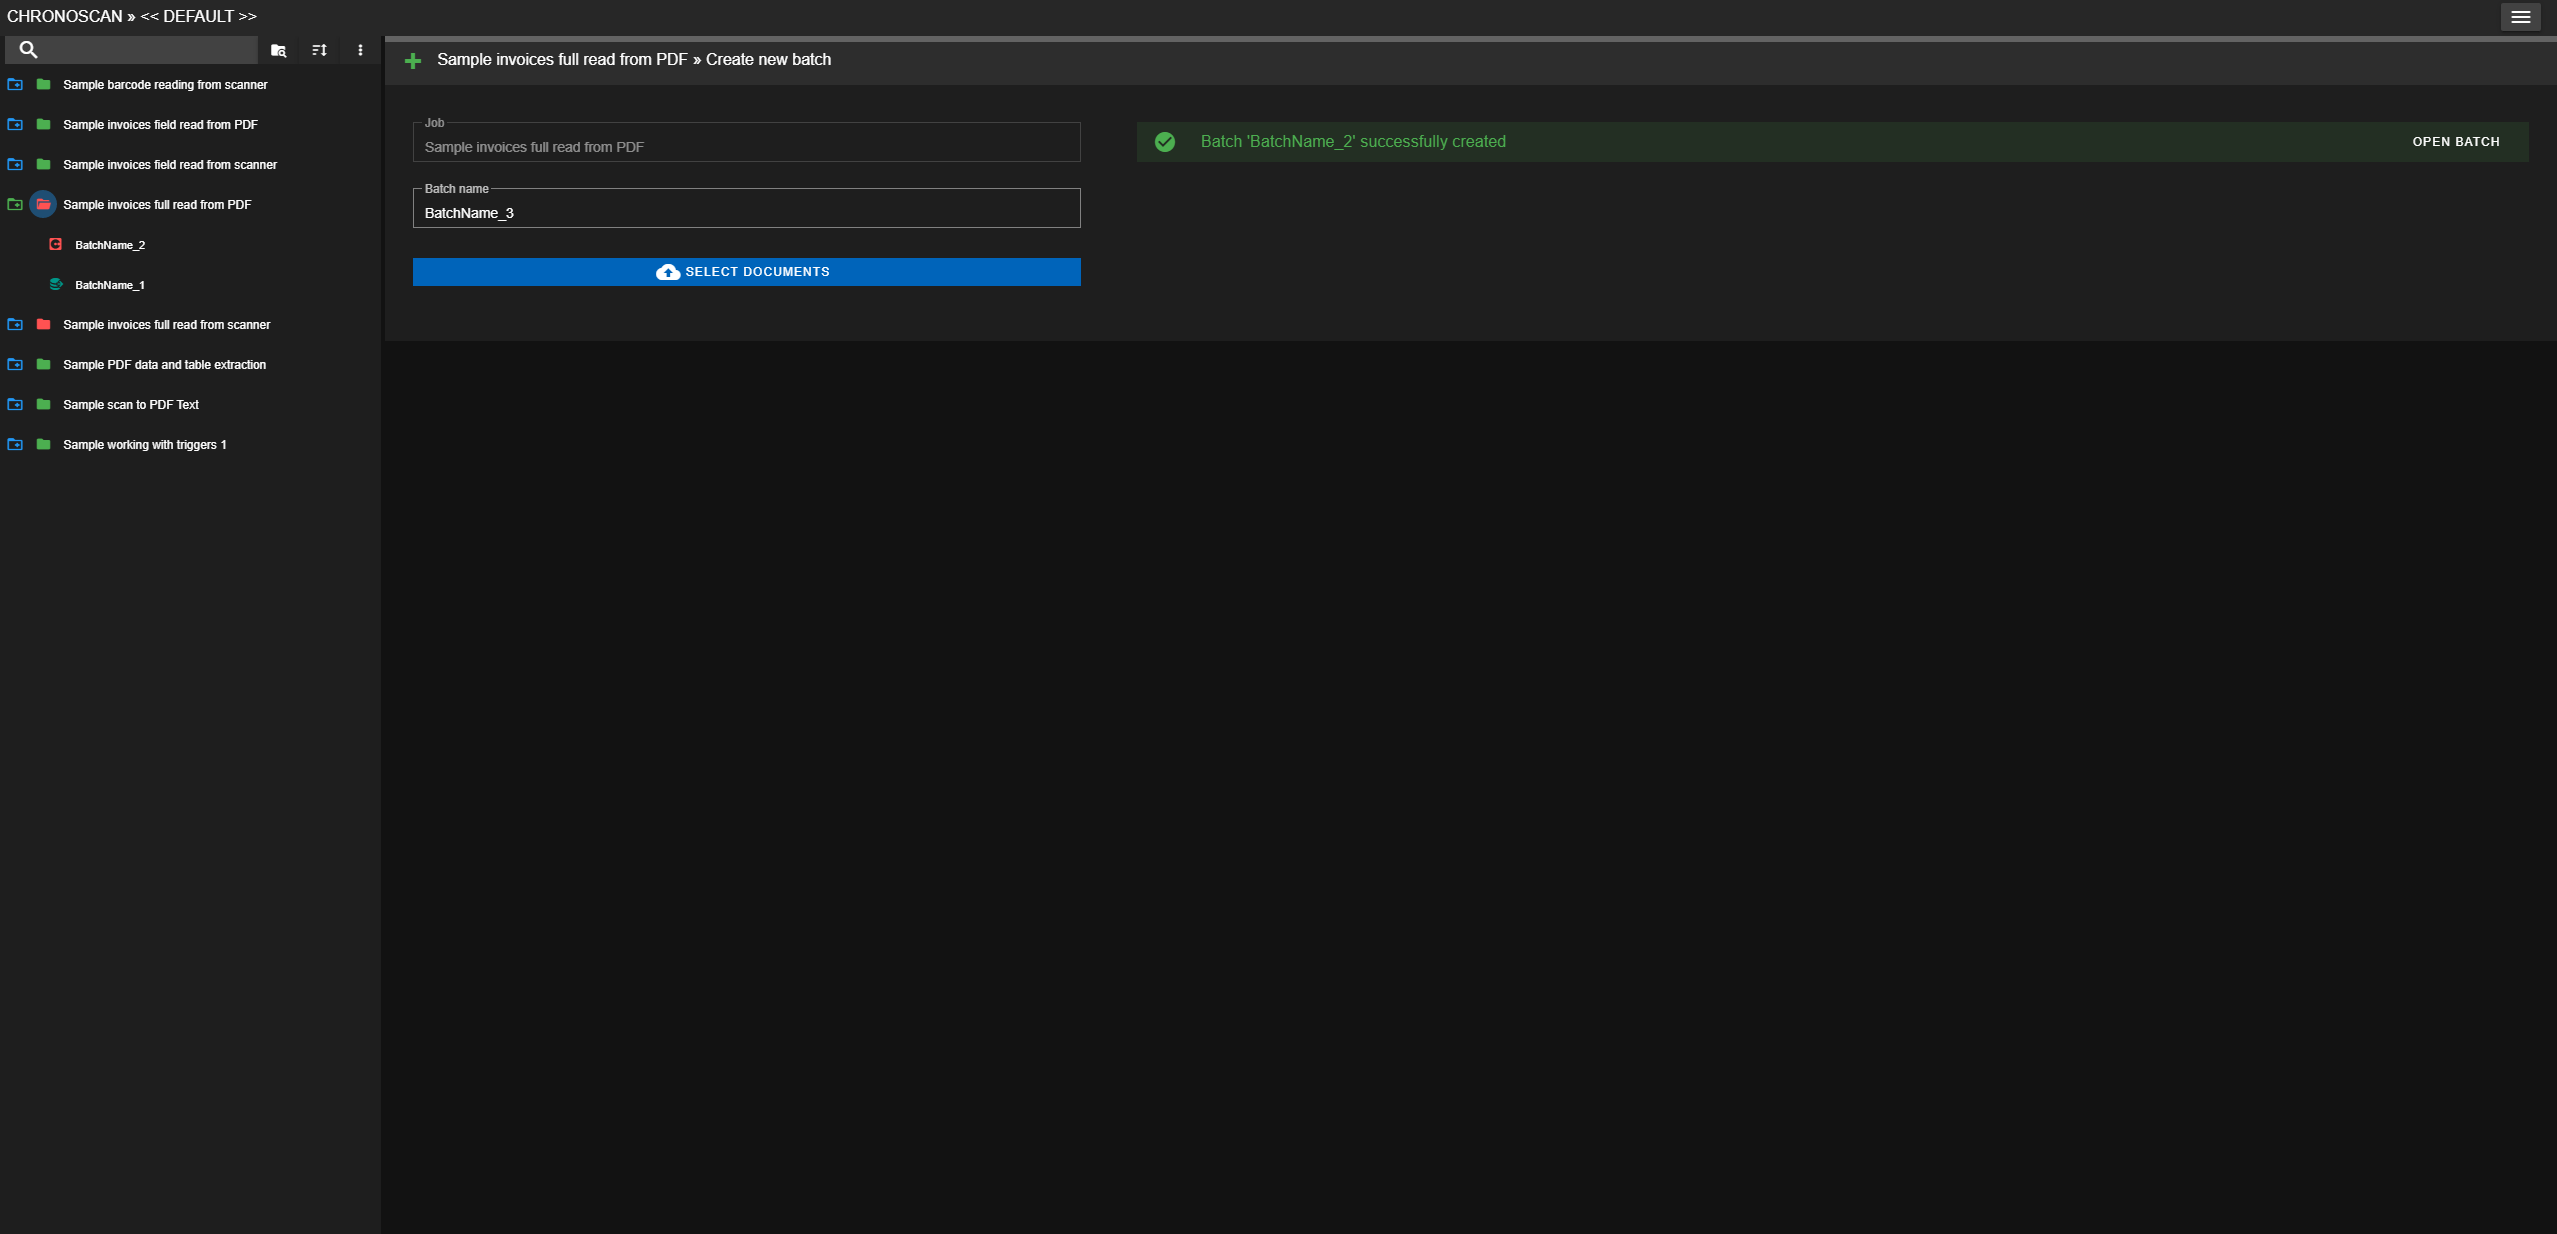 CHRONOSCAN » << DEFAULT >>
Sample barcode reading from scanner
Sample invoices field read from PDF
Sample invoices field read from scanner
Sample invoices full read from PDF
BatchName_2
BatchName_1
Sample invoices full read from scanner
Sample PDF data and table extraction
Sample scan to PDF Text
Sample working with triggers 1
Sample invoices full read from PDF » Create new batch
Job
Sample invoices full read from PDF
Batch name
BatchName_3
SELECT DOCUMENTS
Batch 'BatchName_2' successfully created
OPEN BATCH